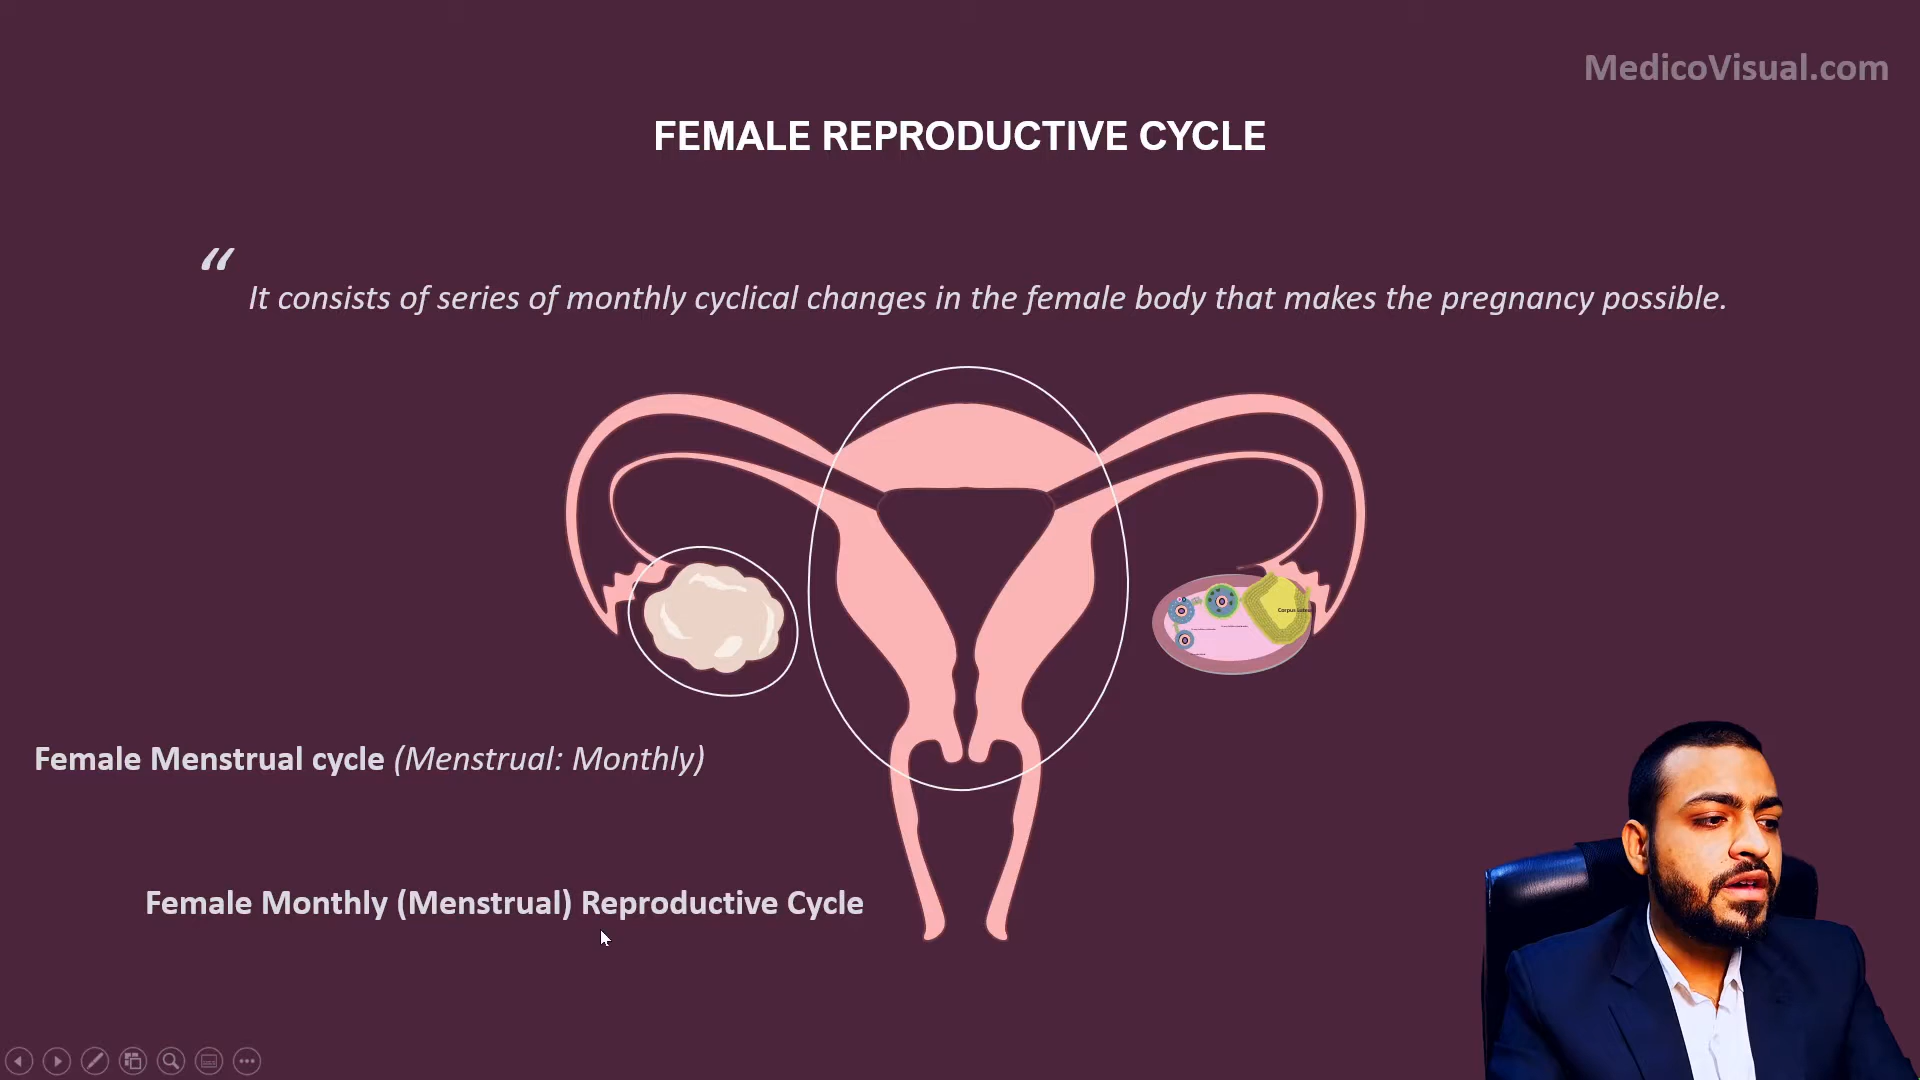 MedicoVisual.com
FEMALE REPRODUCTIVE CYCLE
“
It consists of series of monthly cyclical changes in the female body that makes the pregnancy possible.
Female Menstrual cycle (Menstrual: Monthly)
Female Monthly (Menstrual) Reproductive Cycle